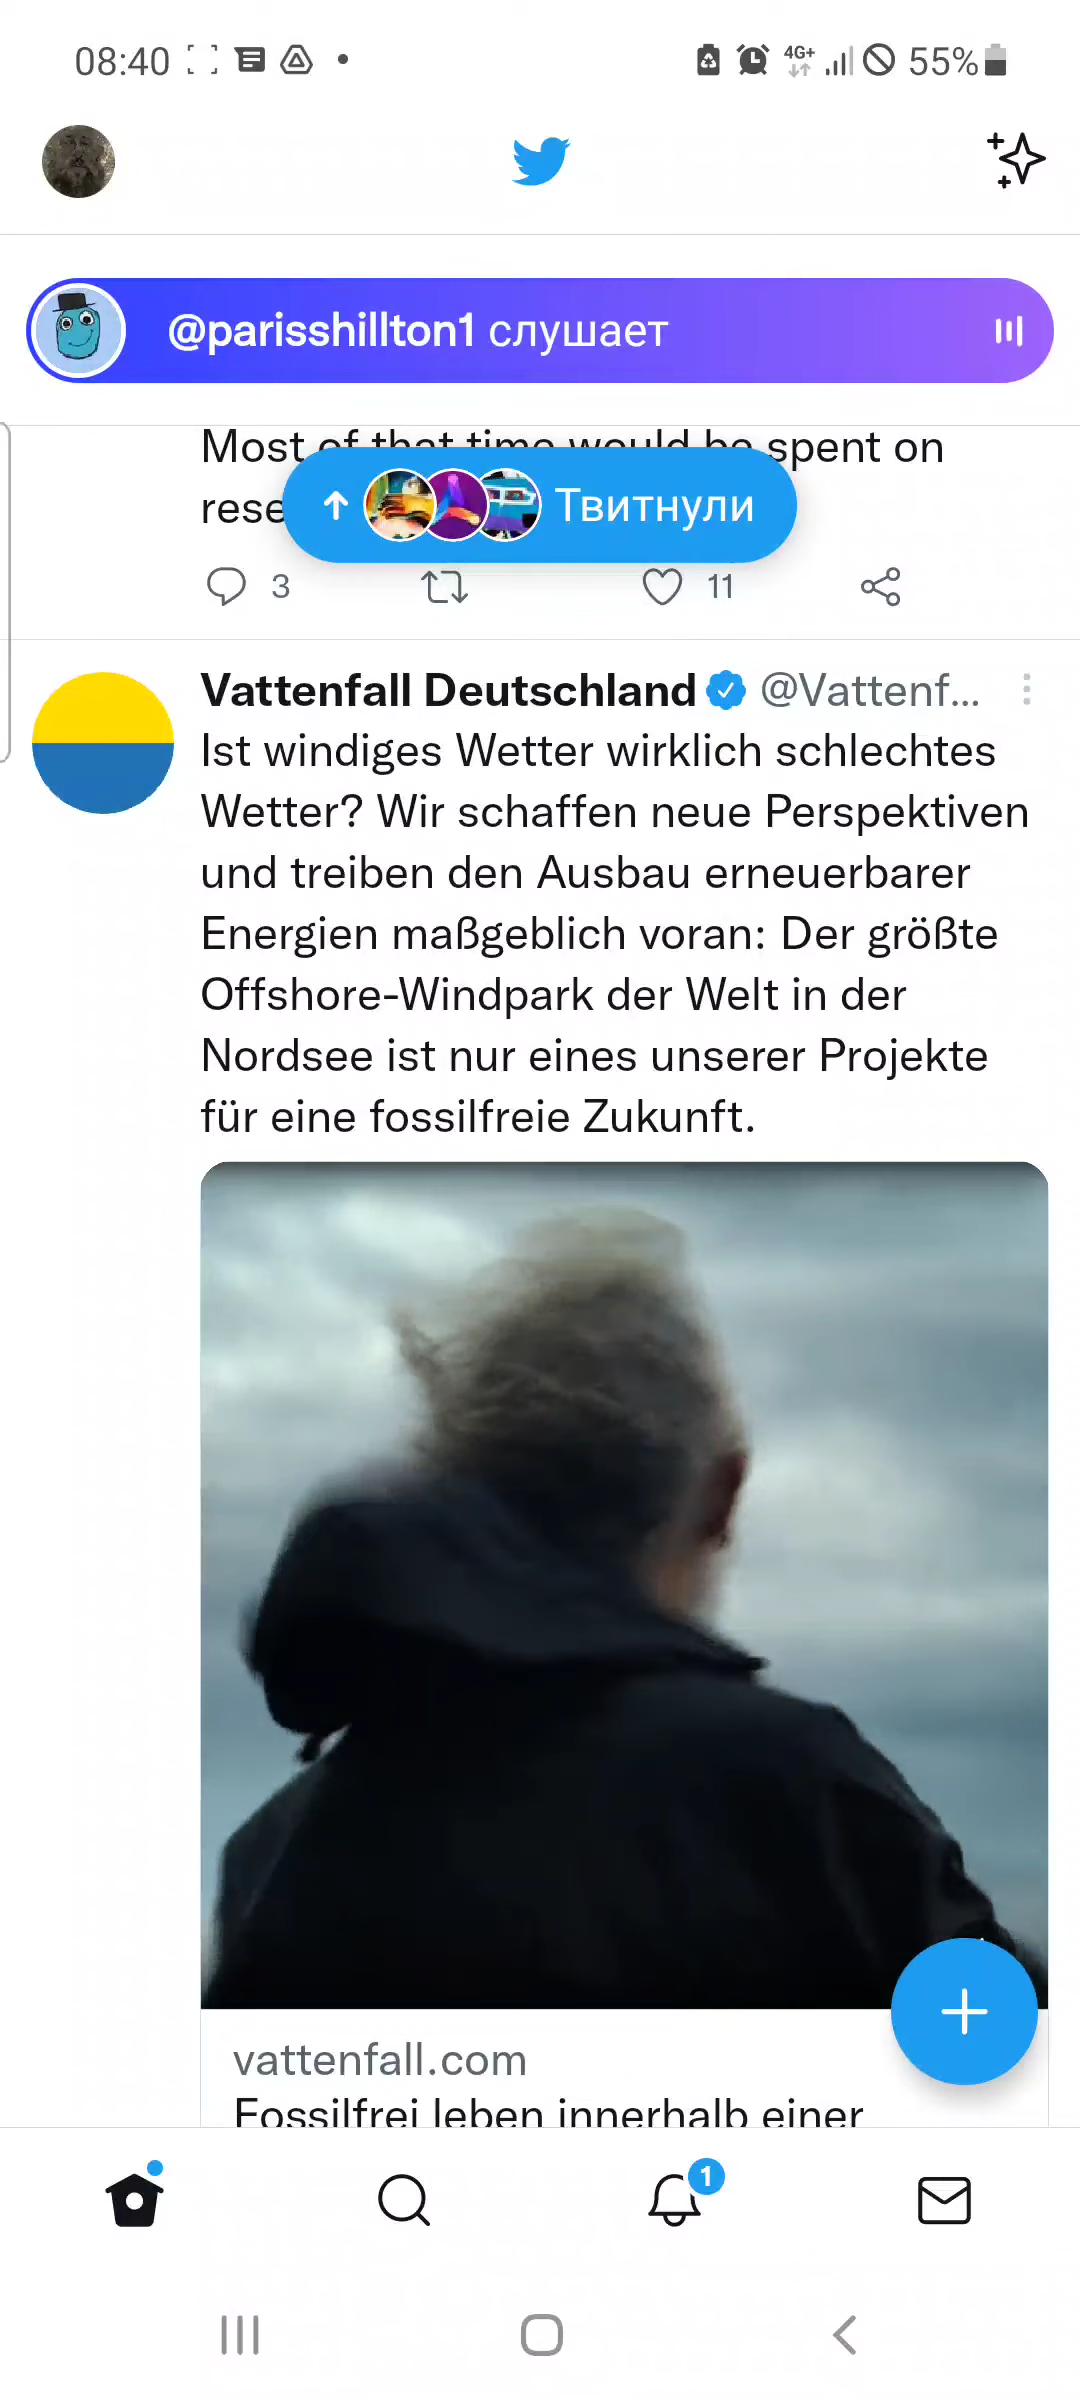 08:40
4G+
55%
@parisshillton1 слушает
Most of that time would be spent on
Твитнули
3
11
Vattenfall Deutschland @Vattenf...
Ist windiges Wetter wirklich schlechtes
Wetter? Wir schaffen neue Perspektiven
und treiben den Ausbau erneuerbarer
Energien maßgeblich voran: Der größte
Offshore-Windpark der Welt in der
Nordsee ist nur eines unserer Projekte
für eine fossilfreie Zukunft.
vattenfall.com
Fossilfrei leben innerhalb einer
1